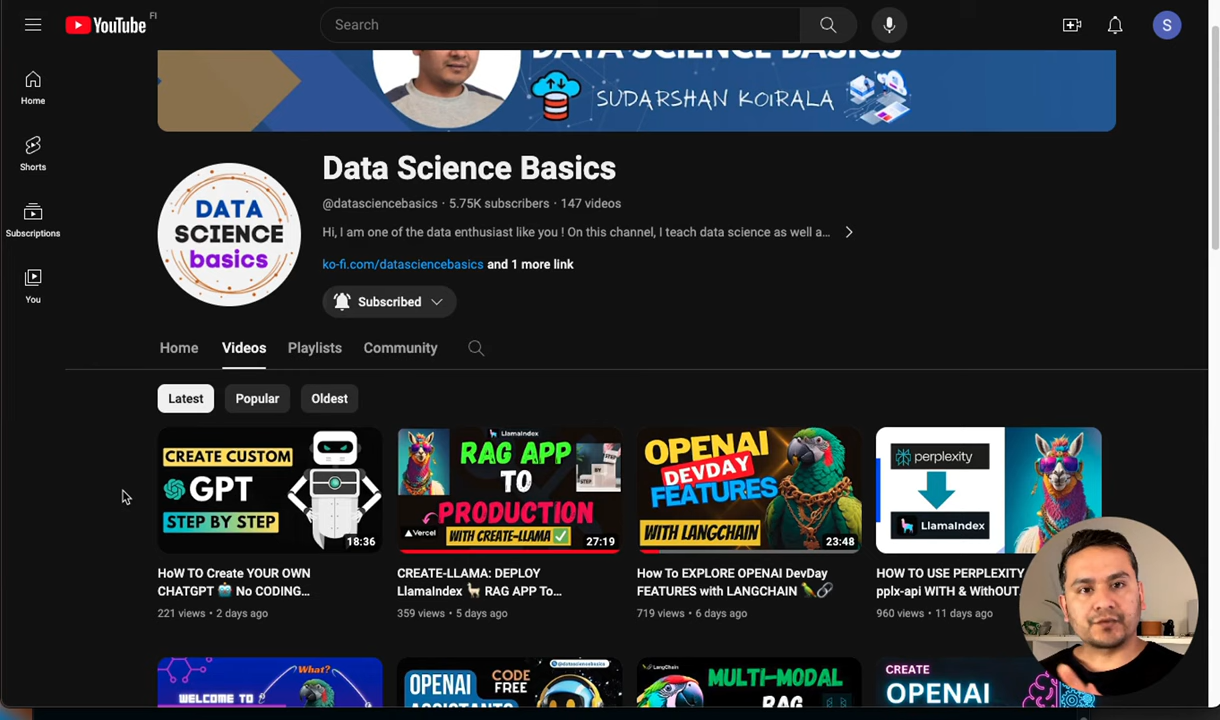 YouTube FI
Search
S
DATA SCIENCE BASICS
SUDARSHAN KOIRALA
Home
Shorts
Subscriptions
You
DATA
SCIENCE
basics
Data Science Basics
@datasciencebasics · 5.75K subscribers · 147 videos
Hi, I am one of the data enthusiast like you ! On this channel, I teach data science as well a...
ko-fi.com/datasciencebasics and 1 more link
Subscribed
Home Videos Playlists Community
Latest Popular Oldest
CREATE CUSTOM
GPT
STEP BY STEP
18:36
HoW TO Create YOUR OWN
CHATGPT 🤖 No CODING...
221 views · 2 days ago
LlamaIndex
RAG APP
TO
PRODUCTION
Vercel
WITH CREATE-LLAMA ✅
27:19
CREATE-LLAMA: DEPLOY
LlamaIndex 🦙 RAG APP To...
359 views · 5 days ago
OPENAI
DEVDAY
FEATURES
WITH LANGCHAIN
23:48
How To EXPLORE OPENAI DevDay
FEATURES with LANGCHAIN 🦜🔗
719 views · 6 days ago
perplexity
LlamaIndex
HOW TO USE PERPLEXITY
pplx-api WITH & WithOUT
960 views · 11 days ago
What?
WELCOME TO
@datasciencebasics
OPENAI
CODE
FREE
ASSISTANTS
LangChain
MULTI-MODAL
RAG
CREATE
OPENAI